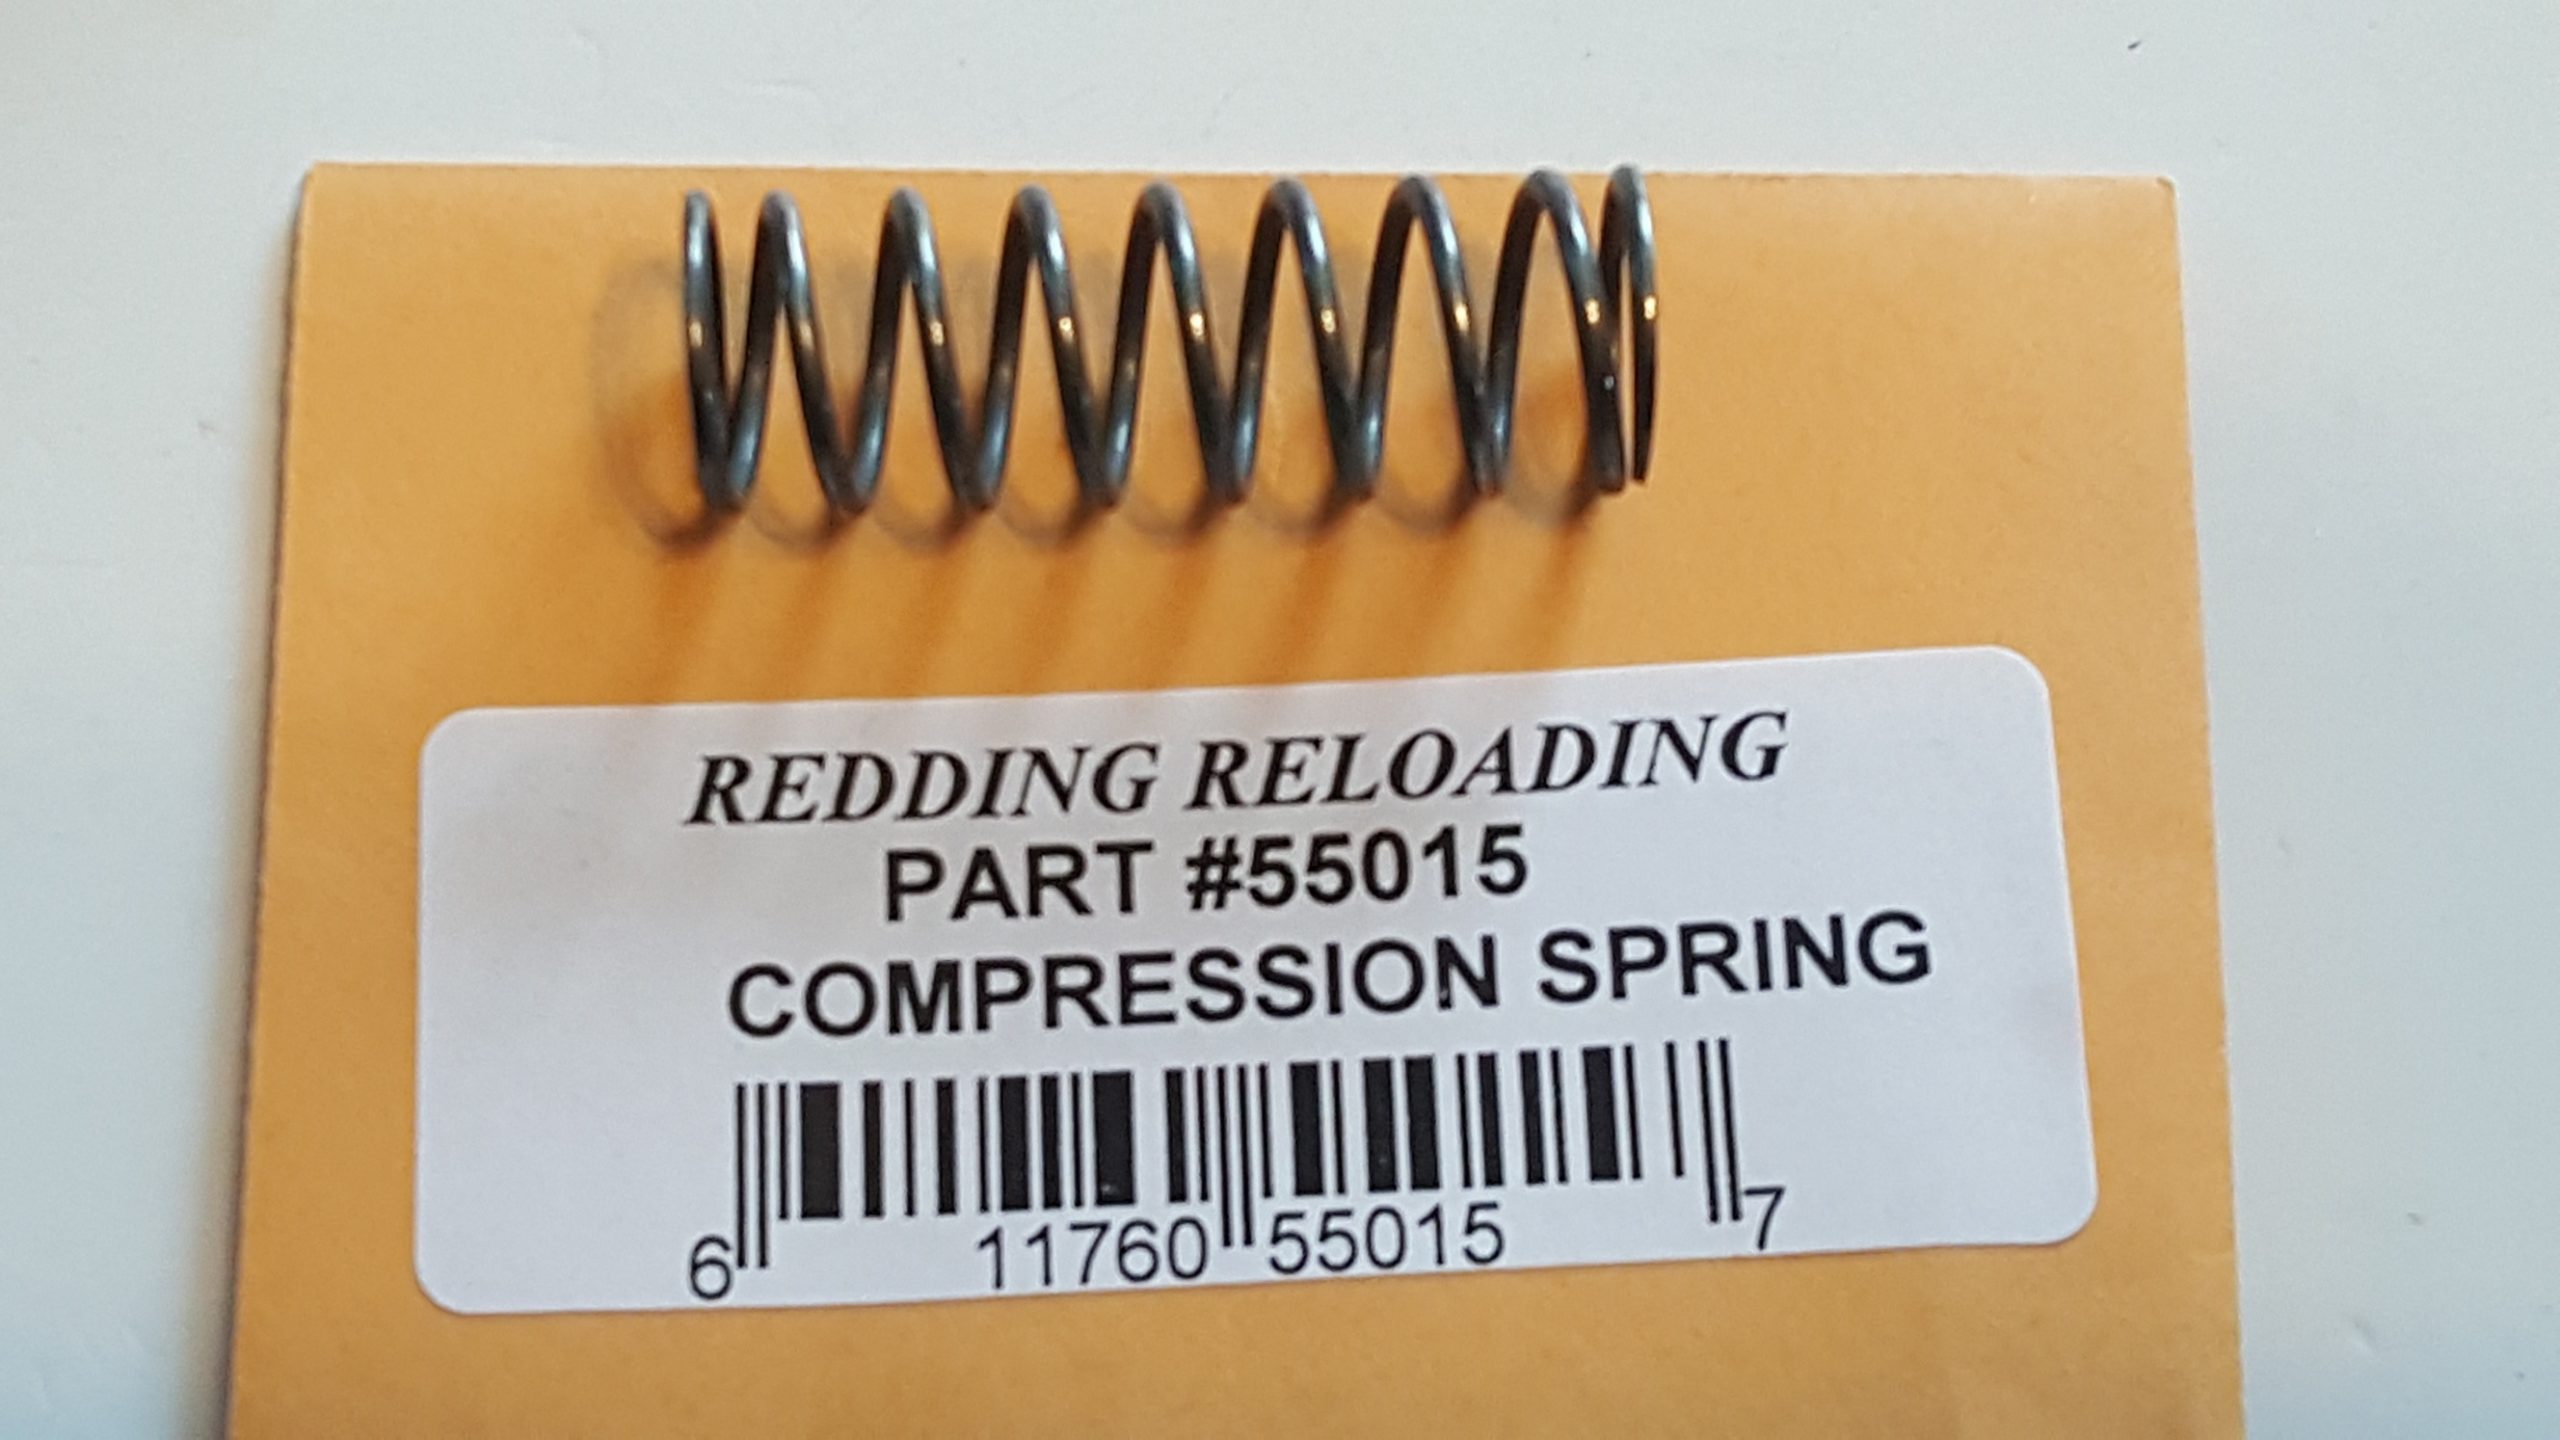 REDDING RELOADING
PART #55015
COMPRESSION SPRING
6 11760 55015 7